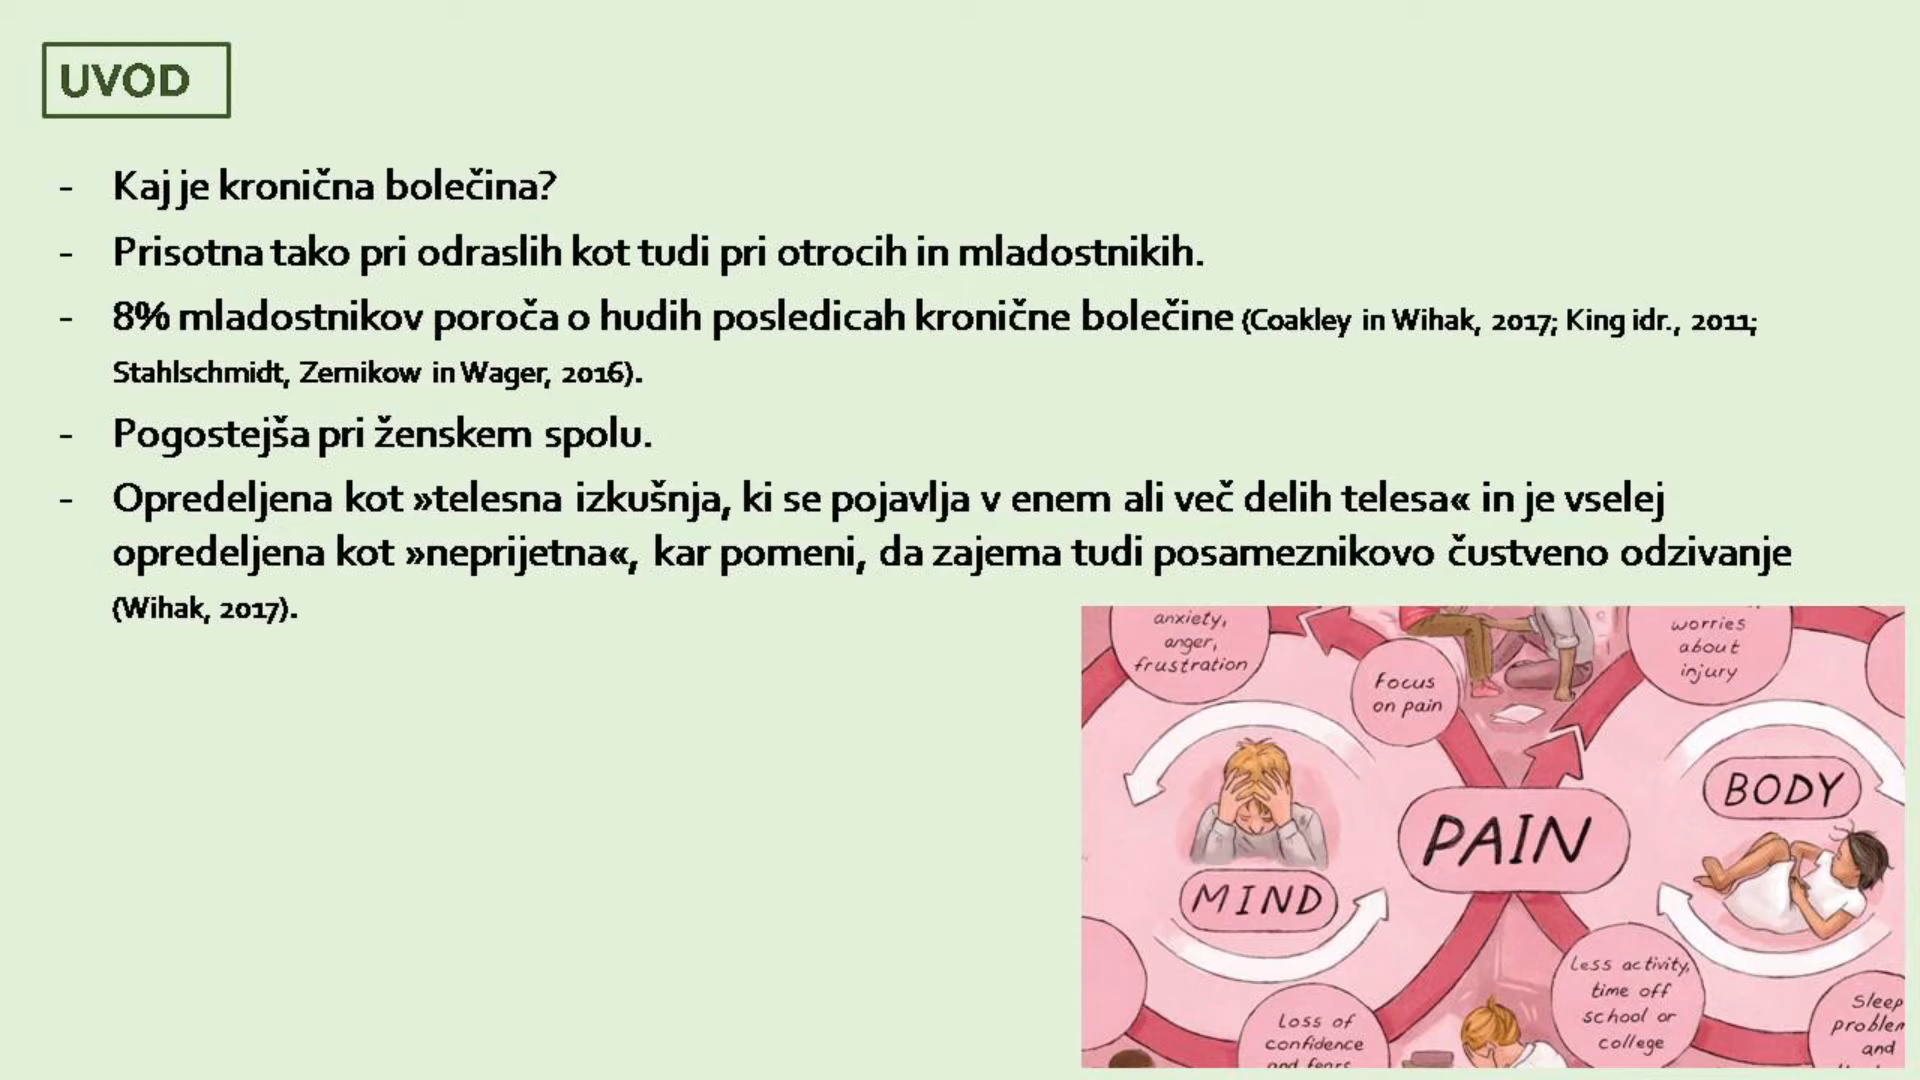 UVOD
- Kaj je kronična bolečina?
- Prisotna tako pri odraslih kot tudi pri otrocih in mladostnikih.
- 8% mladostnikov poroča o hudih posledicah kronične bolečine (Coakley in Wihak, 2017; King idr., 2011;
Stahlschmidt, Zernikow in Wager, 2016).
- Pogostejša pri ženskem spolu.
- Opredeljena kot »telesna izkušnja, ki se pojavlja v enem ali več delih telesa« in je vselej
opredeljena kot »neprijetna«, kar pomeni, da zajema tudi posameznikovo čustveno odzivanje
(Wihak, 2017).
anxiety,
anger,
frustration
Focus
on pain
worries
about
injury
MIND
PAIN
BODY
Loss of
confidence
and fears
Less activity,
time off
school or
college
Sleep
and